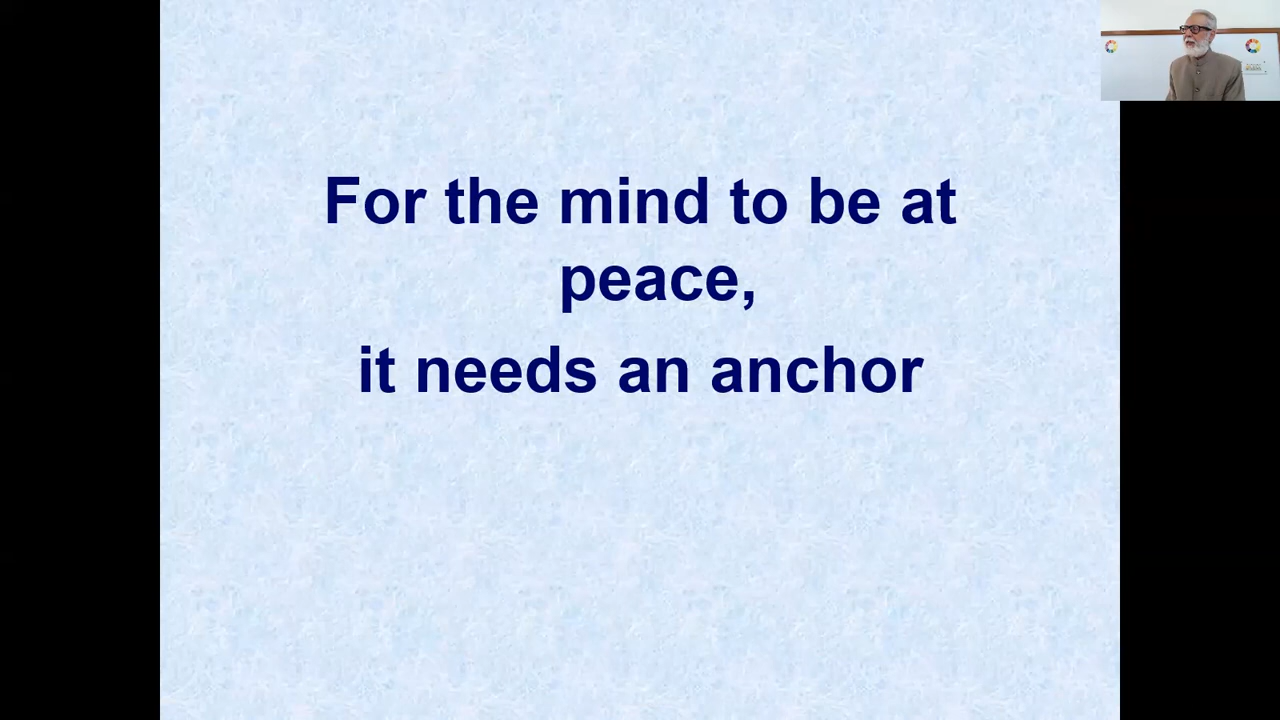 For the mind to be at
peace,
it needs an anchor